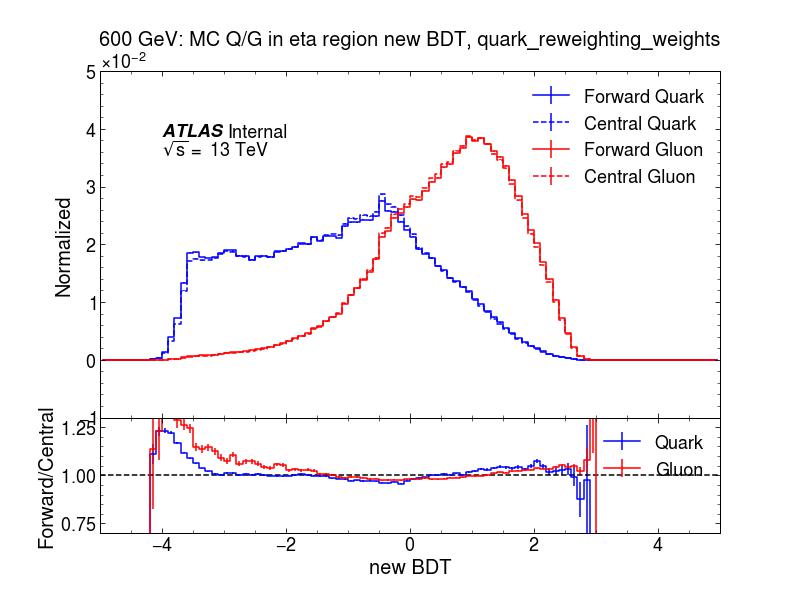 600 GeV: MC Q/G in eta region new BDT, quark_reweighting_weights
×10⁻²
5
4
3
2
1
0
1
Normalized
ATLAS Internal
√s = 13 TeV
Forward Quark
Central Quark
Forward Gluon
Central Gluon
1.25
1.00
0.75
Forward/Central
Quark
Gluon
−4 −2 0 2 4
new BDT